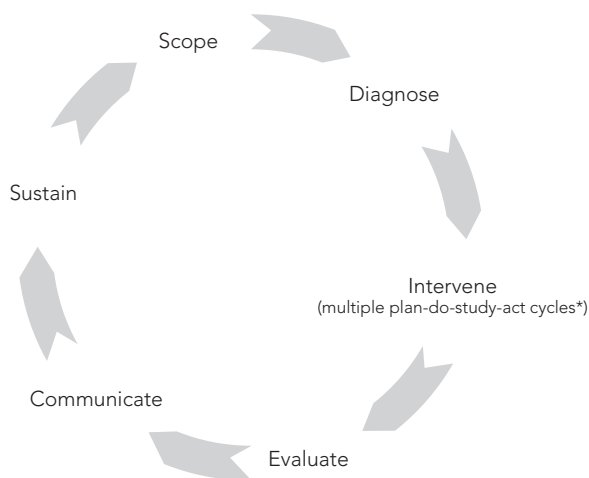 Scope
Diagnose
Intervene
(multiple plan-do-study-act cycles*)
Evaluate
Communicate
Sustain